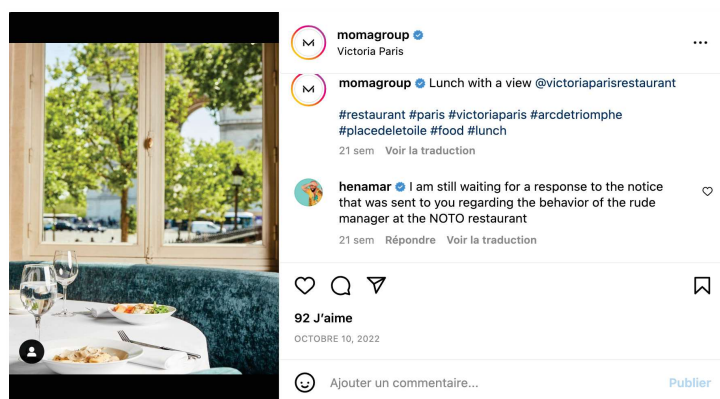 momagroup
Victoria Paris
momagroup Lunch with a view @victoriaparisrestaurant
#restaurant #paris #victoriaparis #arcdetriomphe
#placedeletoile #food #lunch
21 sem Voir la traduction
henamar I am still waiting for a response to the notice
that was sent to you regarding the behavior of the rude
manager at the NOTO restaurant
21 sem Répondre Voir la traduction
92 J’aime
OCTOBRE 10, 2022
Ajouter un commentaire... Publier